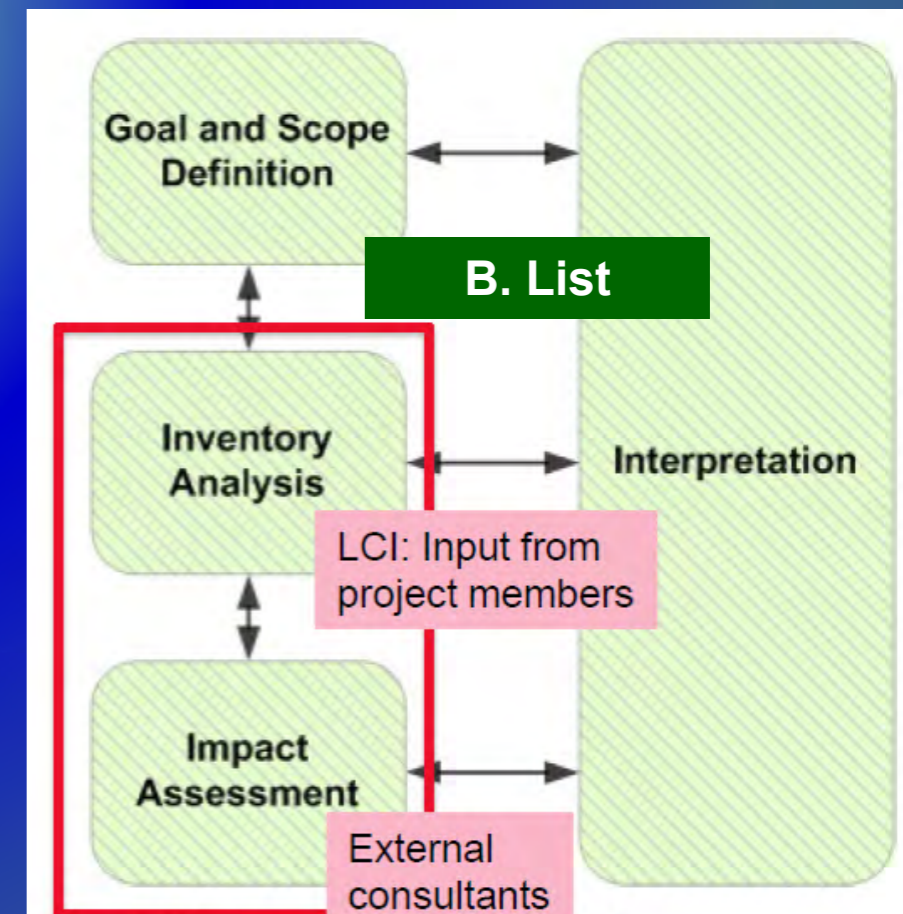 Goal and Scope
Definition
B. List
Inventory
Analysis
Interpretation
LCI: Input from
project members
Impact
Assessment
External
consultants